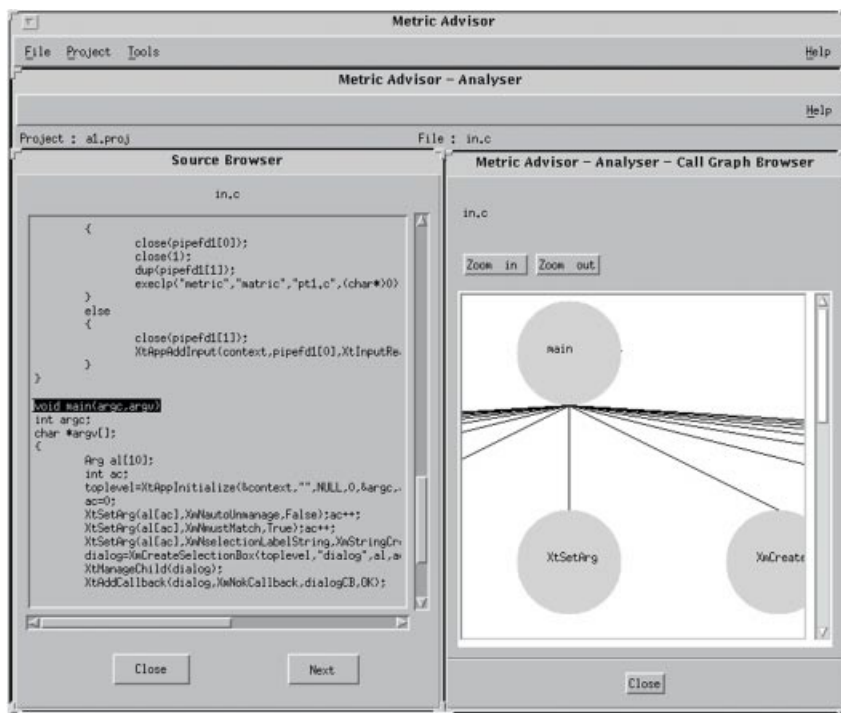 Metric Advisor
File Project Tools Help
Metric Advisor – Analyser
Help
Project : a1.proj File : in.c
Source Browser
in.c
{
close(pipefd1[0]);
close(1);
dup(pipefd1[1]);
execlp("metric","matric","pt1.c",(char*)0)
}
else
{
close(pipefd1[1]);
XtAppAddInput(context,pipefd1[0],XtInputRe
}
}
void main(argc,argv)
int argc;
char *argv[];
{
Arg al[10];
int ac;
toplevel=XtAppInitialize(&context,"",NULL,0,&argc,
ac=0;
XtSetArg(al[ac],XmNautoUnmanage,False);ac++;
XtSetArg(al[ac],XmNmustMatch,True);ac++;
XtSetArg(al[ac],XmNselectionLabelString,XmStringCr
dialog=XmCreateSelectionBox(toplevel,"dialog",al,a
XtManageChild(dialog);
XtAddCallback(dialog,XmNokCallback,dialogCB,OK);
Close Next
Metric Advisor – Analyser – Call Graph Browser
in.c
Zoom in Zoom out
main
XtSetArg XmCreate
Close